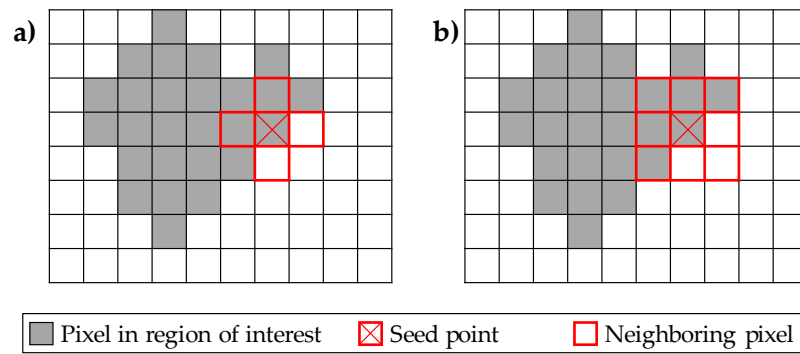 a)
b)
Pixel in region of interest
Seed point
Neighboring pixel